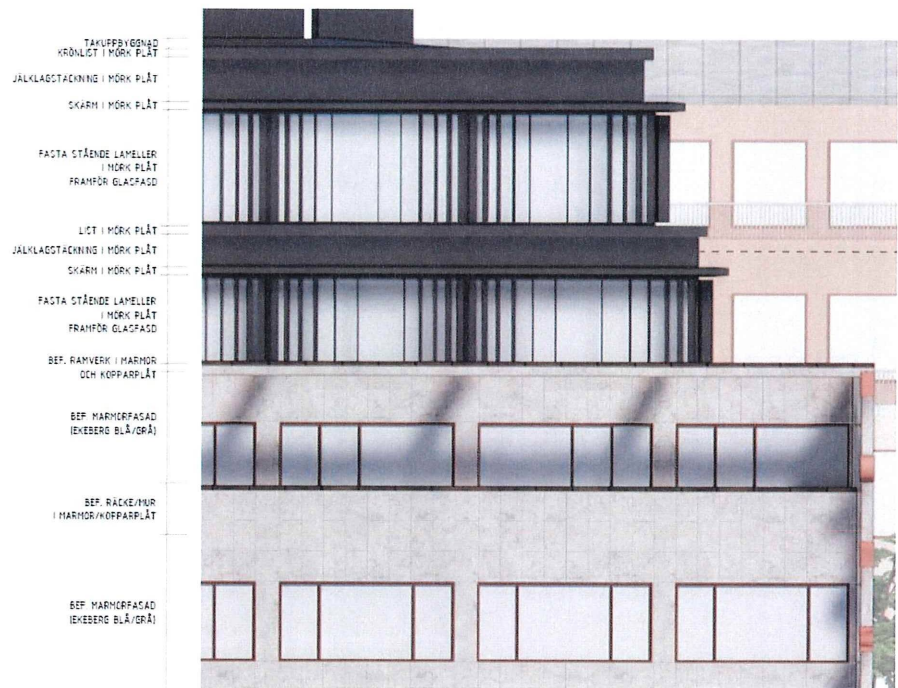 TAKUPPBYGGNAD
KRÖNLIST I MÖRK PLÅT
JÄLKLAGSTÄCKNING I MÖRK PLÅT
SKÄRM I MÖRK PLÅT
FASTA STÅENDE LAMELLER
I MÖRK PLÅT
FRAMFÖR GLASFASD
LIST I MÖRK PLÅT
JÄLKLAGSTÄCKNING I MÖRK PLÅT
SKÄRM I MÖRK PLÅT
FASTA STÅENDE LAMELLER
I MÖRK PLÅT
FRAMFÖR GLASFASD
BEF. RAMVERK I MARMOR
OCH KOPPARPLÅT
BEF. MARMORFASAD
(EKEBERG BLÅ/GRÅ)
BEF. RÄCKE/MUR
I MARMOR/KOPPARPLÅT
BEF. MARMORFASAD
(EKEBERG BLÅ/GRÅ)